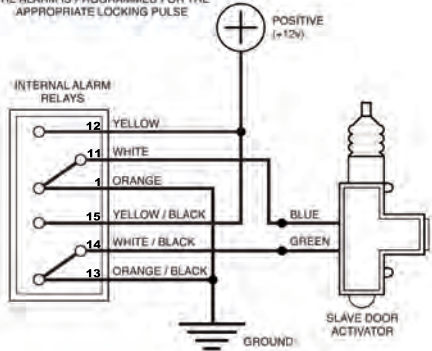 APPROPRIATE LOCKING PULSE
POSITIVE
(+12v)
INTERNAL ALARM
RELAYS
12 YELLOW
11 WHITE
1 ORANGE
15 YELLOW / BLACK
BLUE
14 WHITE / BLACK
GREEN
13 ORANGE / BLACK
SLAVE DOOR
ACTIVATOR
GROUND